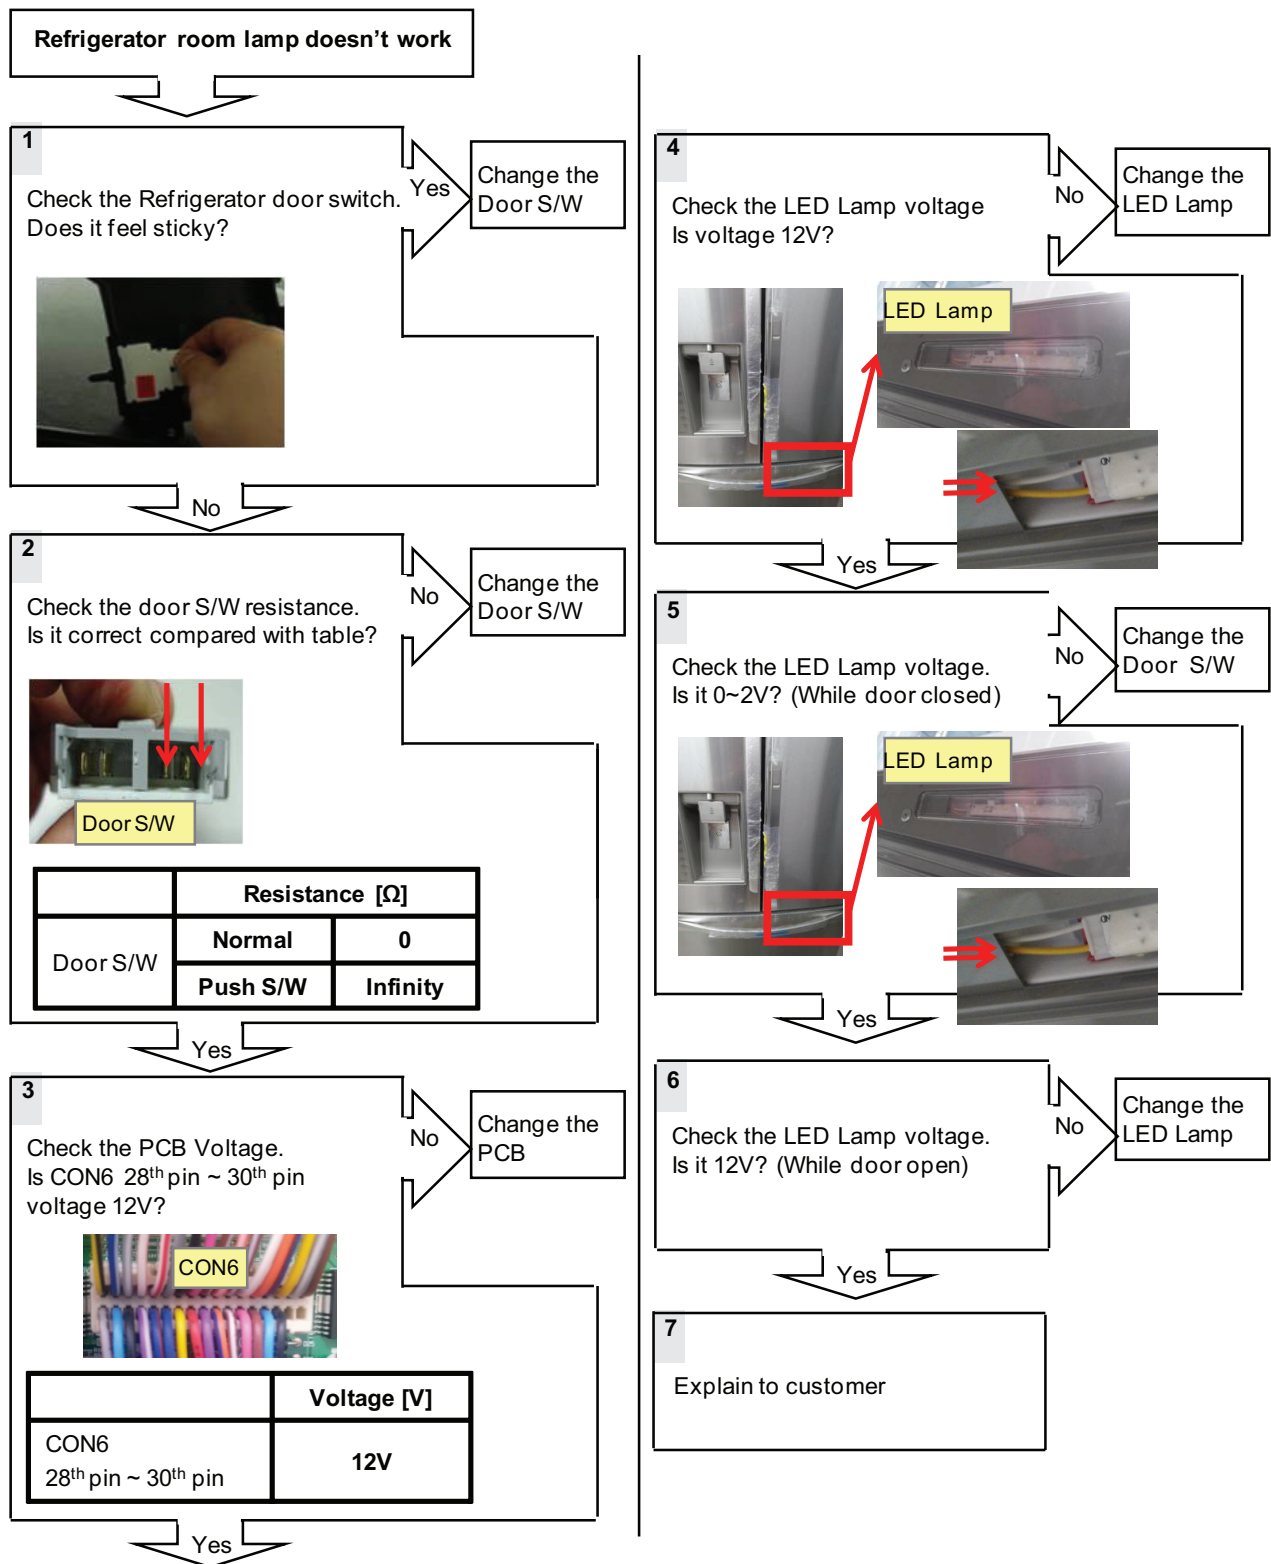 Refrigerator room lamp doesn't work
1
Check the Refrigerator door switch.
Does it feel sticky?
Yes
Change the
Door S/W
No
2
Check the door S/W resistance.
Is it correct compared with table?
No
Change the
Door S/W
Door S/W
Resistance [Ω]
Door S/W
Normal
0
Push S/W
Infinity
Yes
3
Check the PCB Voltage.
Is CON6 28th pin ~ 30th pin
voltage 12V?
No
Change the
PCB
CON6
Voltage [V]
CON6
28th pin ~ 30th pin
12V
Yes
4
Check the LED Lamp voltage
Is voltage 12V?
No
Change the
LED Lamp
LED Lamp
Yes
5
Check the LED Lamp voltage.
Is it 0~2V? (While door closed)
No
Change the
Door S/W
LED Lamp
Yes
6
Check the LED Lamp voltage.
Is it 12V? (While door open)
No
Change the
LED Lamp
Yes
7
Explain to customer